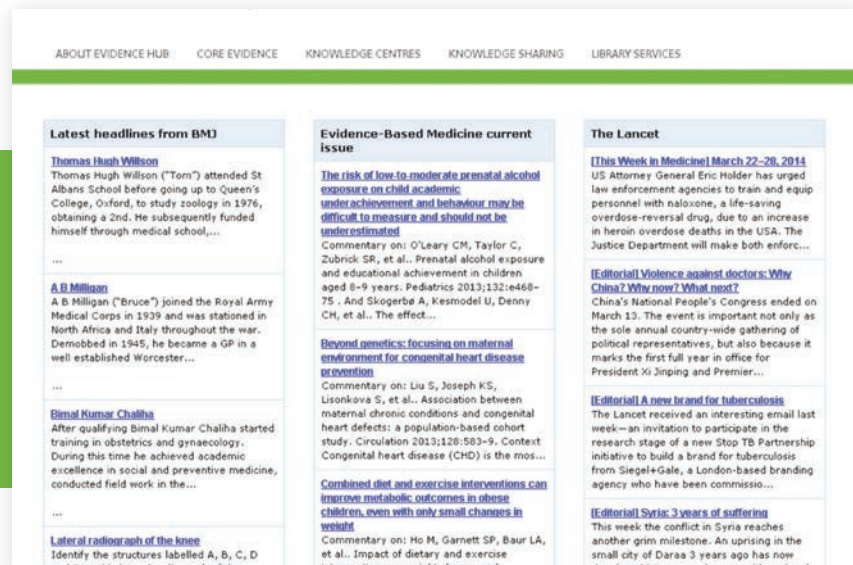 ABOUT EVIDENCE HUB CORE EVIDENCE KNOWLEDGE CENTRES KNOWLEDGE SHARING LIBRARY SERVICES
Latest headlines from BMJ
Thomas Hugh Willson
Thomas Hugh Willson ("Tom") attended St
Albans School before going up to Queen's
College, Oxford, to study zoology in 1976,
obtaining a 2nd. He subsequently funded
himself through medical school,...
...
A B Milligan
A B Milligan ("Bruce") joined the Royal Army
Medical Corps in 1939 and was stationed in
North Africa and Italy throughout the war.
Demobbed in 1945, he became a GP in a
well established Worcester...
...
Bimal Kumar Chaliha
After qualifying Bimal Kumar Chaliha started
training in obstetrics and gynaecology.
During this time he achieved academic
excellence in social and preventive medicine,
conducted field work in the...
...
Lateral radiograph of the knee
Identify the structures labelled A, B, C, D
Evidence-Based Medicine current
issue
The risk of low-to-moderate prenatal alcohol
exposure on child academic
underachievement and behaviour may be
difficult to measure and should not be
underestimated
Commentary on: O'Leary CM, Taylor C,
Zubrick SR, et al.. Prenatal alcohol exposure
and educational achievement in children
aged 8–9 years. Pediatrics 2013;132:e468–
75 . And Skogerbø A, Kesmodel U, Denny
CH, et al.. The effect...
Beyond genetics: focusing on maternal
environment for congenital heart disease
prevention
Commentary on: Liu S, Joseph KS,
Lisonkova S, et al.. Association between
maternal chronic conditions and congenital
heart defects: a population-based cohort
study. Circulation 2013;128:583–9. Context
Congenital heart disease (CHD) is the mos...
Combined diet and exercise interventions can
improve metabolic outcomes in obese
children, even with only small changes in
weight
Commentary on: Ho M, Garnett SP, Baur LA,
et al.. Impact of dietary and exercise
The Lancet
[This Week in Medicine] March 22–28, 2014
US Attorney General Eric Holder has urged
law enforcement agencies to train and equip
personnel with naloxone, a life-saving
overdose-reversal drug, due to an increase
in heroin overdose deaths in the USA. The
Justice Department will make both enforc...
[Editorial] Violence against doctors: Why
China? Why now? What next?
China's National People's Congress ended on
March 13. The event is important not only as
the sole annual country-wide gathering of
political representatives, but also because it
marks the first full year in office for
President Xi Jinping and Premier...
[Editorial] A new brand for tuberculosis
The Lancet received an interesting email last
week—an invitation to participate in the
research stage of a new Stop TB Partnership
initiative to build a brand for tuberculosis
from Siegel+Gale, a London-based branding
agency who have been commissio...
[Editorial] Syria: 3 years of suffering
This week the conflict in Syria reaches
another grim milestone. An uprising in the
small city of Daraa 3 years ago has now